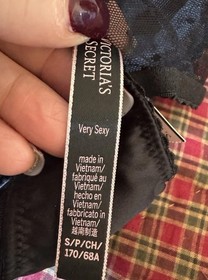 VICTORIA'S
SECRET
Very Sexy
made in
Vietnam/
fabriqué au
Vietnam/
hecho en
Vietnam/
fabbricato in
Vietnam/
越南制造
S/P/CH/
170/68A